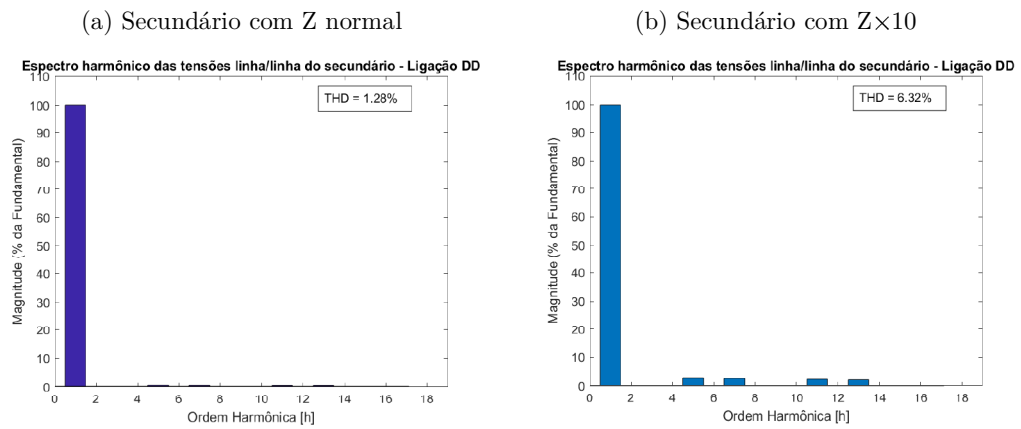 (a) Secundário com Z normal
Espectro harmônico das tensões linha/linha do secundário - Ligação DD
THD = 1.28%
Magnitude (% da Fundamental)
110
100
90
80
70
60
50
40
30
20
10
0
0 2 4 6 8 10 12 14 16 18
Ordem Harmônica [h]
(b) Secundário com Z×10
Espectro harmônico das tensões linha/linha do secundário - Ligação DD
THD = 6.32%
Magnitude (% da Fundamental)
110
100
90
80
70
60
50
40
30
20
10
0
0 2 4 6 8 10 12 14 16 18
Ordem Harmônica [h]